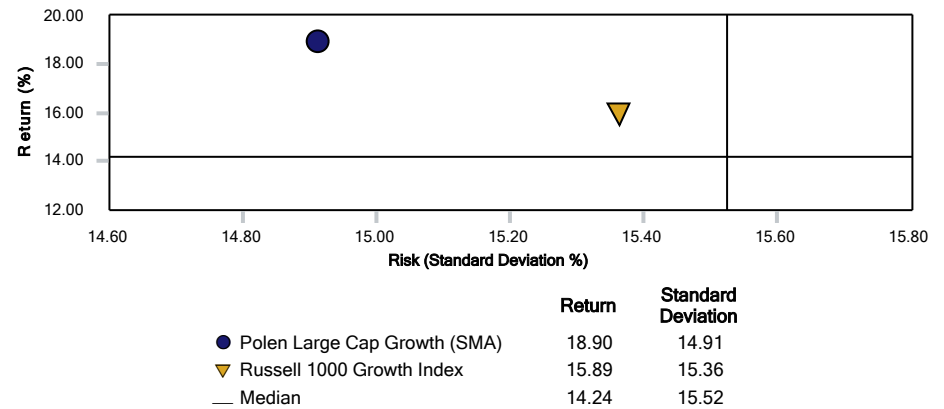 20.00
18.00
16.00
14.00
12.00
Return (%)
14.60 14.80 15.00 15.20 15.40 15.60 15.80
Risk (Standard Deviation %)
Return Standard Deviation
Polen Large Cap Growth (SMA) 18.90 14.91
Russell 1000 Growth Index 15.89 15.36
Median 14.24 15.52